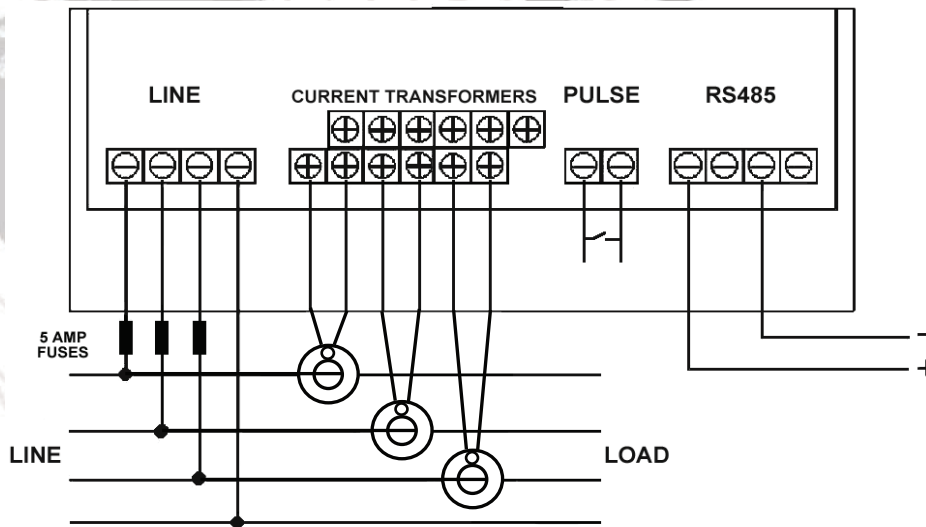 LINE
CURRENT TRANSFORMERS
PULSE
RS485
5 AMP
FUSES
-
+
LINE
LOAD